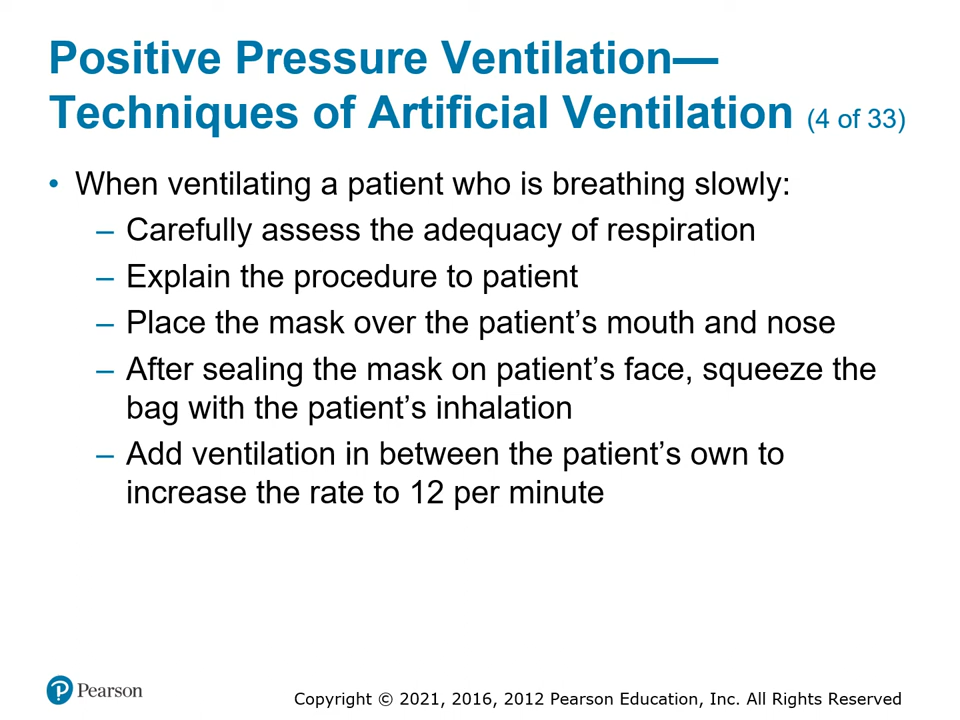 Positive Pressure Ventilation—
Techniques of Artificial Ventilation (4 of 33)
• When ventilating a patient who is breathing slowly:
– Carefully assess the adequacy of respiration
– Explain the procedure to patient
– Place the mask over the patient’s mouth and nose
– After sealing the mask on patient’s face, squeeze the
bag with the patient’s inhalation
– Add ventilation in between the patient’s own to
increase the rate to 12 per minute
Pearson
Copyright © 2021, 2016, 2012 Pearson Education, Inc. All Rights Reserved